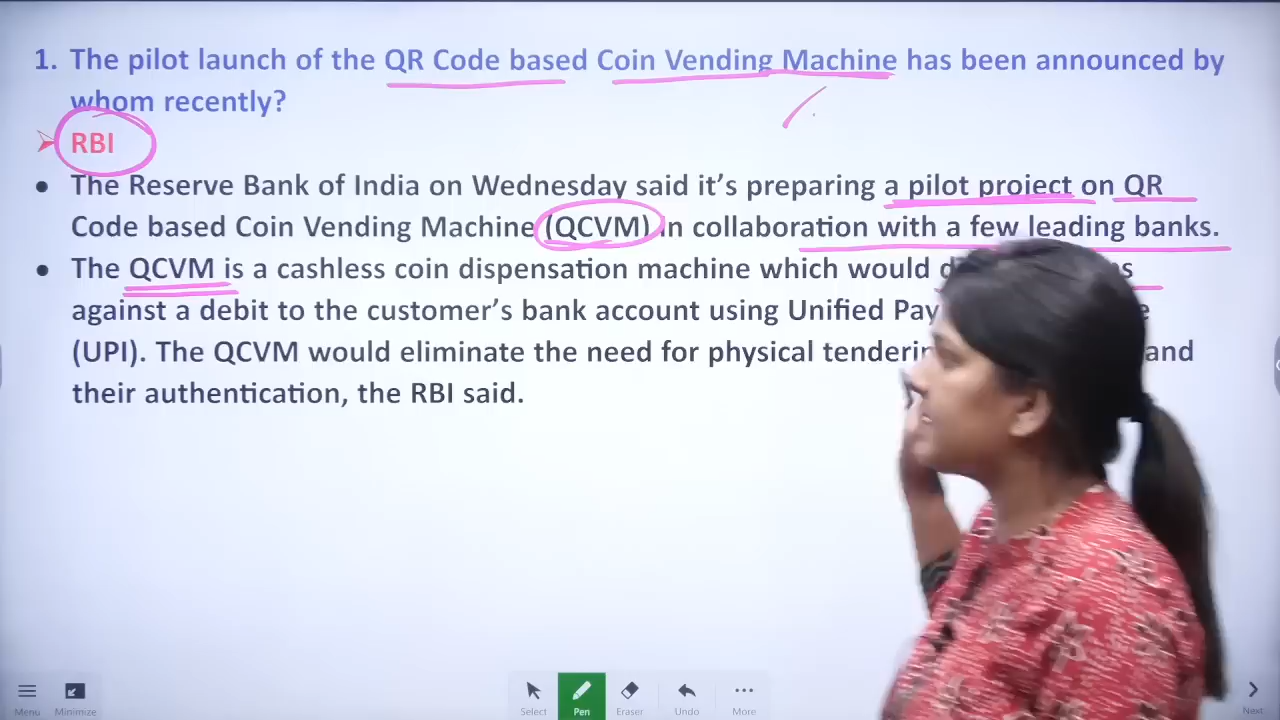 1. The pilot launch of the QR Code based Coin Vending Machine has been announced by
whom recently?
➢ RBI
• The Reserve Bank of India on Wednesday said it's preparing a pilot project on QR
Code based Coin Vending Machine (QCVM) in collaboration with a few leading banks.
• The QCVM is a cashless coin dispensation machine which would
against a debit to the customer's bank account using Unified
(UPI). The QCVM would eliminate the need for physical and
their authentication, the RBI said.
Menu Minimize Select Pen Eraser Undo More Next